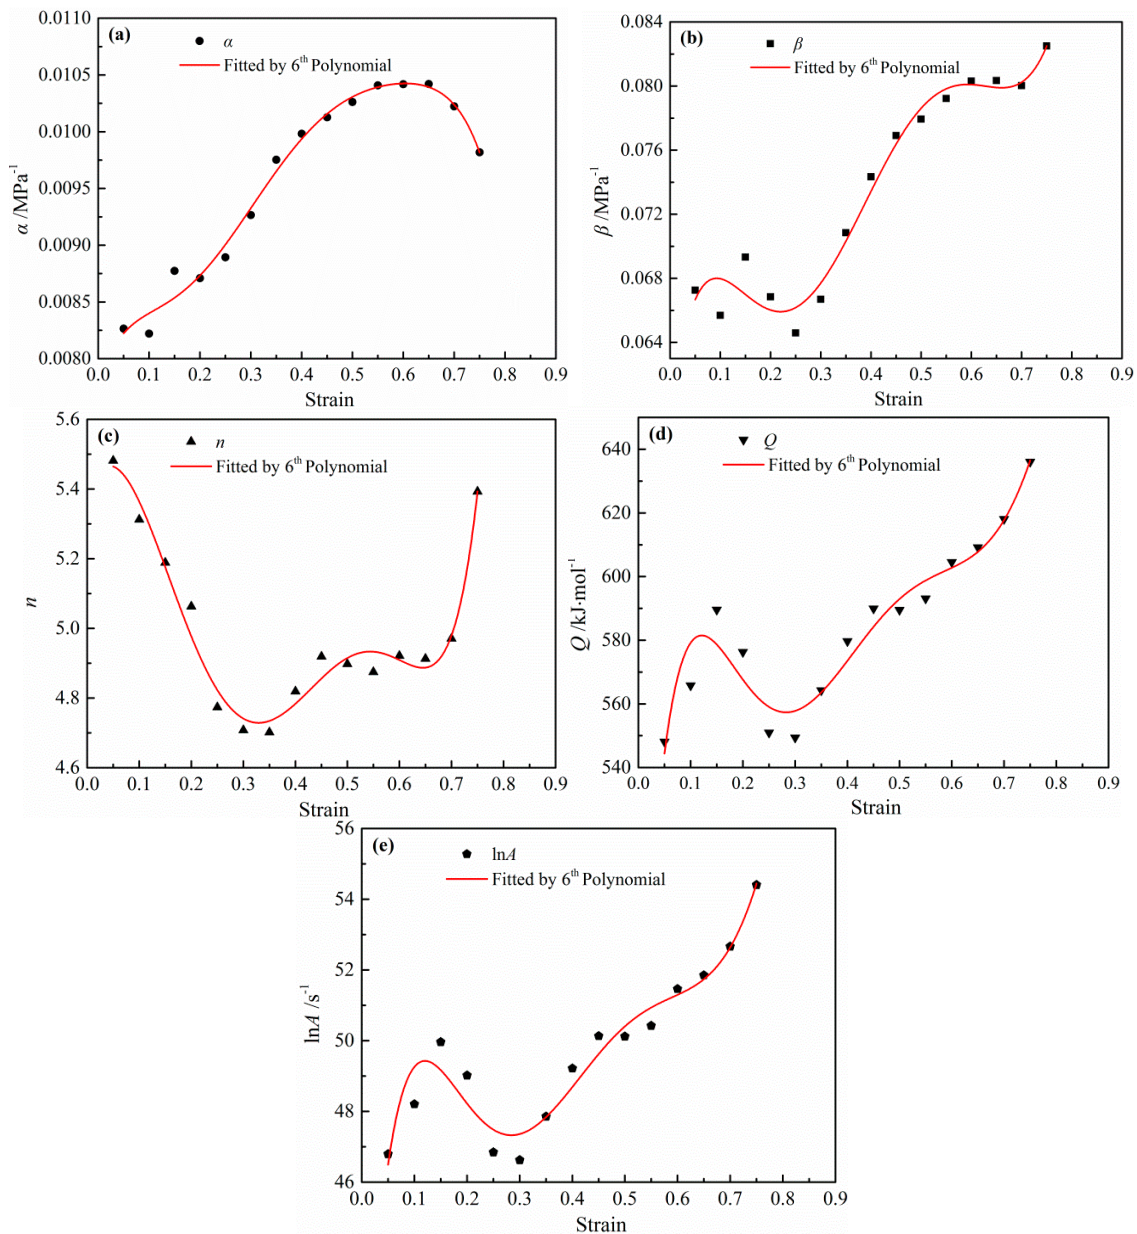 (a)
α
Fitted by 6th Polynomial
0.0110
0.0105
0.0100
0.0095
0.0090
0.0085
0.0080
α /MPa-1
0.0 0.1 0.2 0.3 0.4 0.5 0.6 0.7 0.8 0.9
Strain
(b)
β
Fitted by 6th Polynomial
0.084
0.080
0.076
0.072
0.068
0.064
β /MPa-1
0.0 0.1 0.2 0.3 0.4 0.5 0.6 0.7 0.8 0.9
Strain
(c)
n
Fitted by 6th Polynomial
5.6
5.4
5.2
5.0
4.8
4.6
n
0.0 0.1 0.2 0.3 0.4 0.5 0.6 0.7 0.8 0.9
Strain
(d)
Q
Fitted by 6th Polynomial
640
620
600
580
560
540
Q /kJ·mol-1
0.0 0.1 0.2 0.3 0.4 0.5 0.6 0.7 0.8 0.9
Strain
(e)
lnA
Fitted by 6th Polynomial
56
54
52
50
48
46
lnA /s-1
0.0 0.1 0.2 0.3 0.4 0.5 0.6 0.7 0.8 0.9
Strain